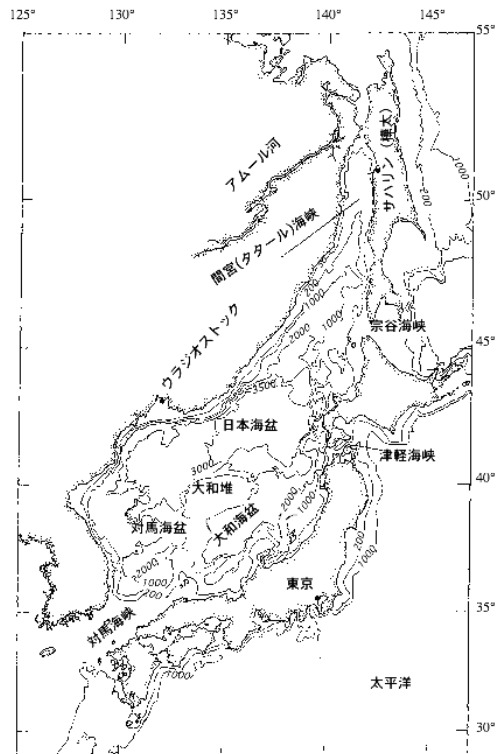 125°
130°
135°
140°
145°
55°
アムール河
サハリン (樺太)
1000
200
50°
間宮(タタール)海峡
200
1000
2000
1000
宗谷海峡
ウラジオストック
45°
3500
日本海盆
津軽海峡
3000
40°
大和堆
対馬海盆
大和海盆
2000
1000
200
1000
2000
1000
200
東京
35°
対馬海峡
1000
太平洋
30°